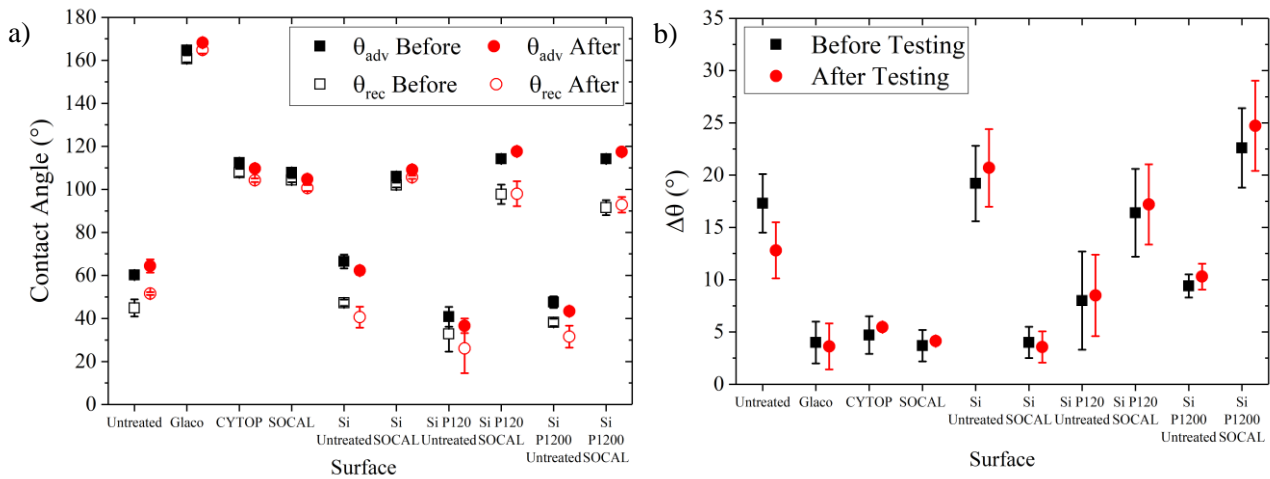 a)
180
160
140
120
100
80
60
40
20
0
Contact Angle (°)
θadv Before
θadv After
θrec Before
θrec After
Untreated
Glaco
CYTOP
SOCAL
Si
Untreated
Si
SOCAL
Si P120
Untreated
Si P120
SOCAL
Si
P1200
Untreated
Si
P1200
SOCAL
Surface
b)
35
30
25
20
15
10
5
0
Δθ (°)
Before Testing
After Testing
Untreated
Glaco
CYTOP
SOCAL
Si
Untreated
Si
SOCAL
Si P120
Untreated
Si P120
SOCAL
Si
P1200
Untreated
Si
P1200
SOCAL
Surface